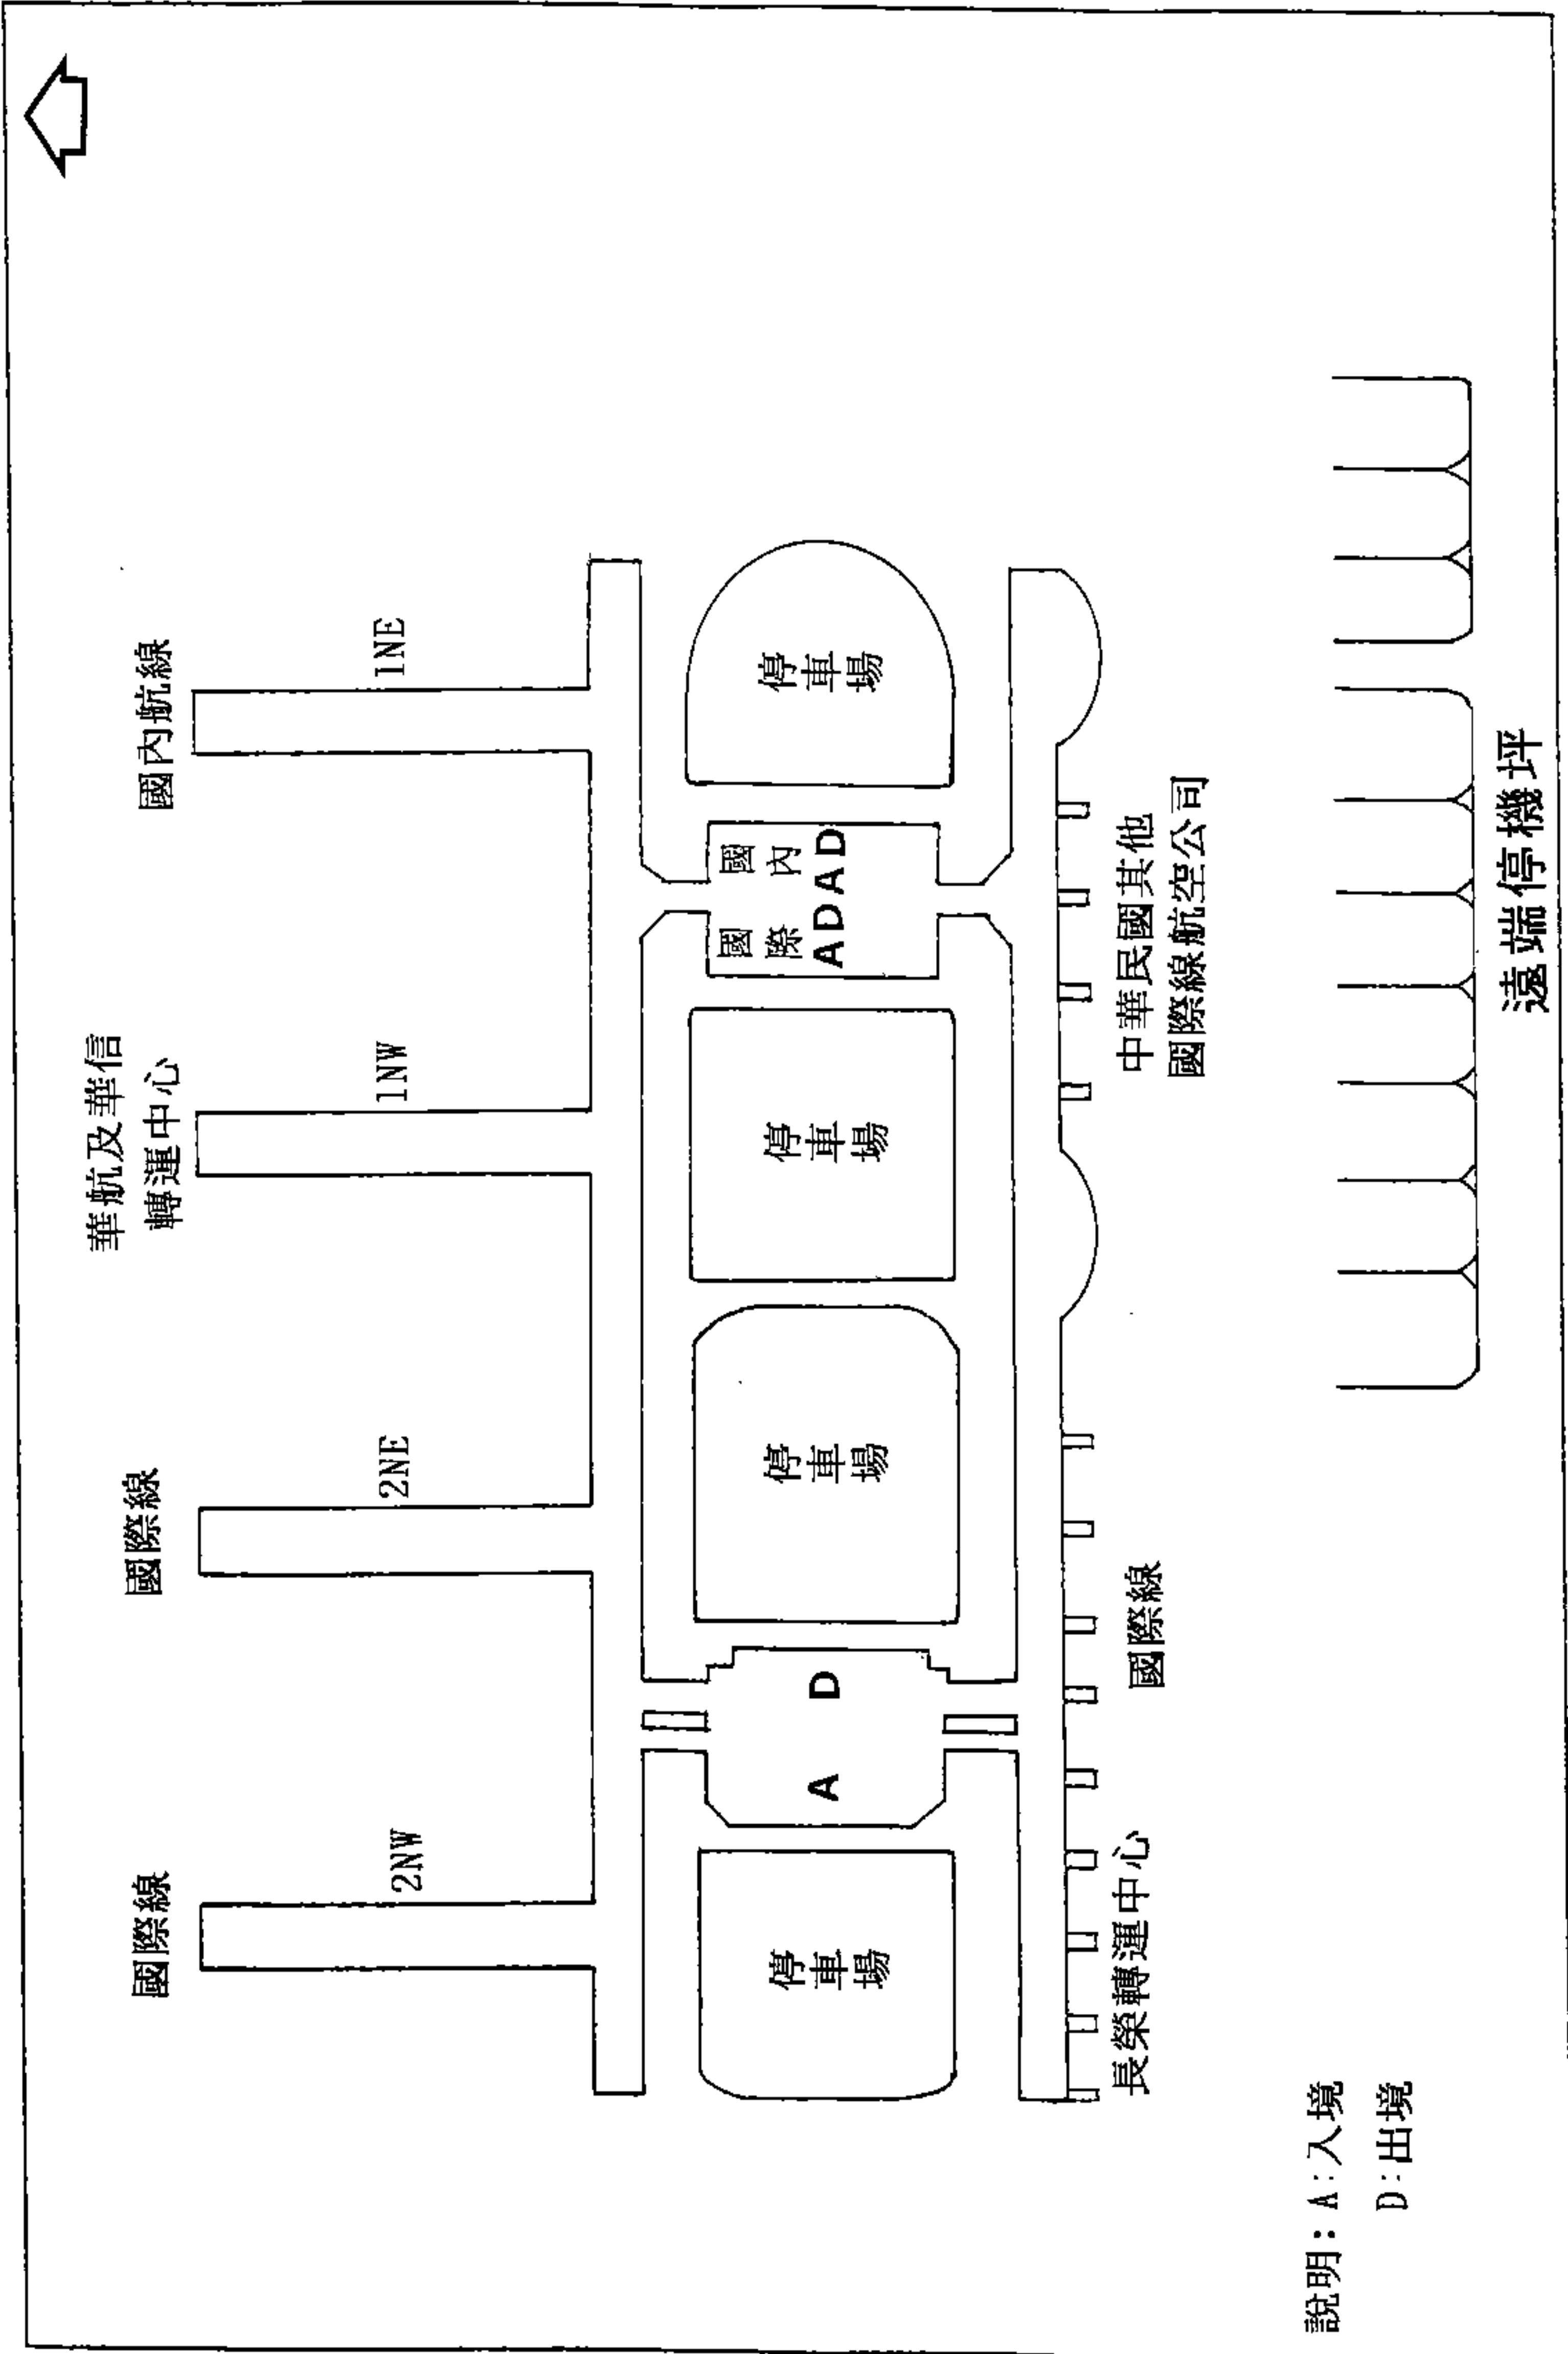 國際線
國際線
華航及華信
轉運中心
國內航線
2NW
2NE
1NW
1NE
停車場
A
D
停車場
停車場
國際
AD
國內
AD
停車場
長榮轉運中心
國際線
中華民國其他
國際線航空公司
說明：A：入境
D：出境
遠端停機坪